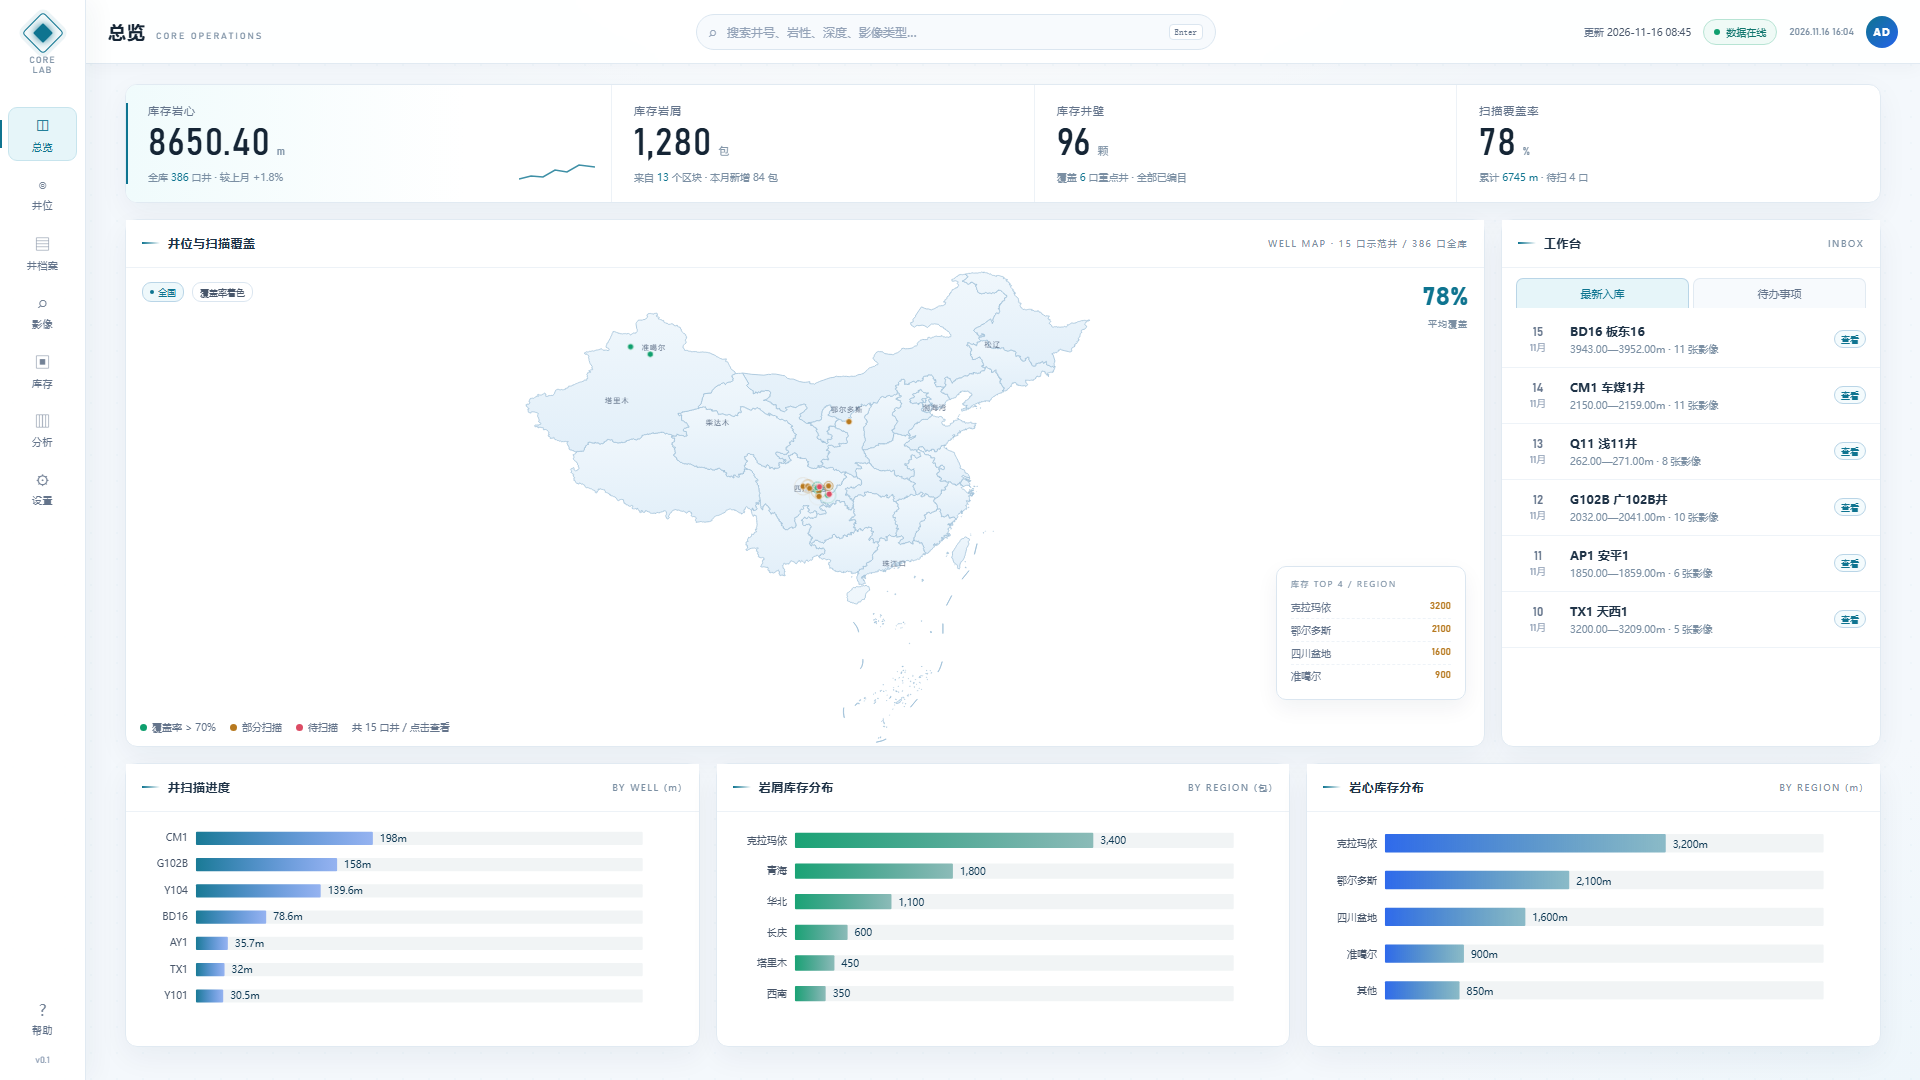 CORE
LAB
总览
井位
井档案
影像
库存
分析
设置
?
帮助
v0.1
总览 CORE OPERATIONS
搜索井号、岩性、深度、影像类型... Enter
更新 2026-11-16 08:45 数据在线 2026.11.16 16:04 AD
库存岩心
8650.40 m
全库 386 口井 · 较上月 +1.8%
库存岩屑
1,280 包
来自 13 个区块 · 本月新增 84 包
库存井壁
96 颗
覆盖 6 口重点井 · 全部已编目
扫描覆盖率
78 %
累计 6745 m · 待扫 4 口
井位与扫描覆盖 WELL MAP · 15 口示范井 / 386 口全库
全国 覆盖率着色
78%
平均覆盖
准噶尔
松辽
塔里木
鄂尔多斯
渤海湾
柴达木
珠江口
库存 TOP 4 / REGION
克拉玛依 3200
鄂尔多斯 2100
四川盆地 1600
准噶尔 900
覆盖率 > 70% 部分扫描 待扫描 共 15 口井 / 点击查看
工作台 INBOX
最新入库 待办事项
15 BD16 板东16
11月 3943.00—3952.00m · 11 张影像 查看
14 CM1 车煤1井
11月 2150.00—2159.00m · 11 张影像 查看
13 Q11 浅11井
11月 262.00—271.00m · 8 张影像 查看
12 G102B 广102B井
11月 2032.00—2041.00m · 10 张影像 查看
11 AP1 安平1
11月 1850.00—1859.00m · 6 张影像 查看
10 TX1 天西1
11月 3200.00—3209.00m · 5 张影像 查看
井扫描进度 BY WELL (m)
CM1 198m
G102B 158m
Y104 139.6m
BD16 78.6m
AY1 35.7m
TX1 32m
Y101 30.5m
岩屑库存分布 BY REGION (包)
克拉玛依 3,400
青海 1,800
华北 1,100
长庆 600
塔里木 450
西南 350
岩心库存分布 BY REGION (m)
克拉玛依 3,200m
鄂尔多斯 2,100m
四川盆地 1,600m
准噶尔 900m
其他 850m